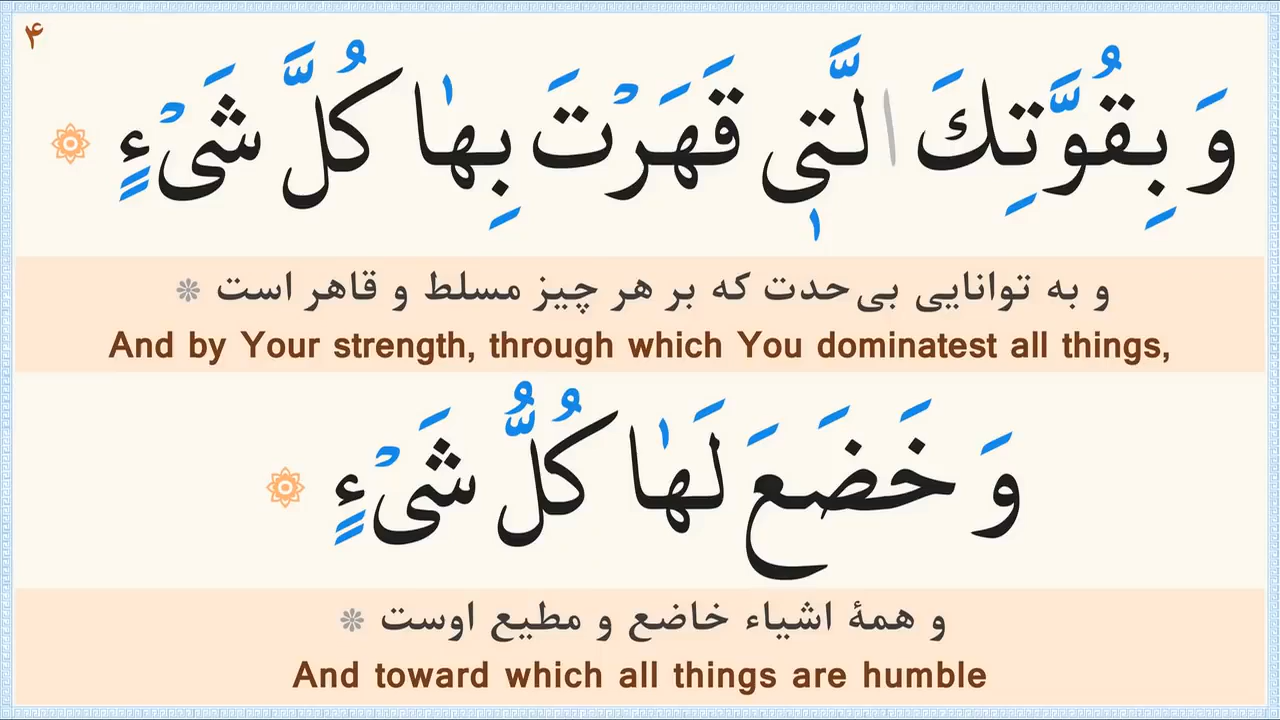 ۴
وَ بِقُوَّتِكَ الَّتٖي قَهَرْتَ بِهٰا كُلَّ شَىْءٍ
و به توانایی بی‌حدت که بر هر چیز مسلط و قاهر است
And by Your strength, through which You dominatest all things,
وَ خَضَعَ لَهٰا كُلُّ شَىْءٍ
و همهٔ اشیاء خاضع و مطیع اوست
And toward which all things are humble